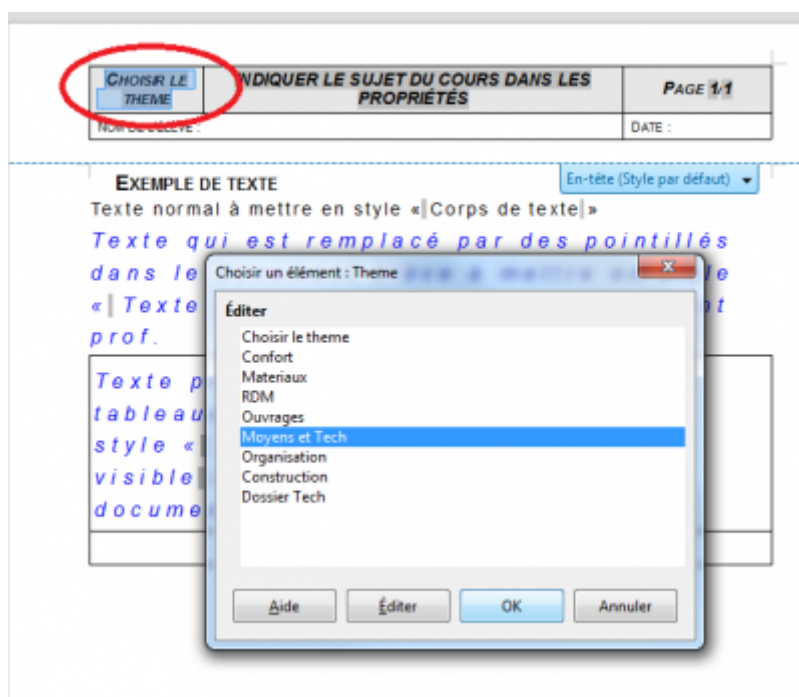 CHOISIR LE
THEME
INDIQUER LE SUJET DU COURS DANS LES
PROPRIÉTÉS
PAGE 1/1
DATE :
EXEMPLE DE TEXTE
En-tête (Style par défaut)
Texte normal à mettre en style « Corps de texte »
Texte qui est remplacé par des pointillés
dans le
« Texte
prof.
Choisir un élément : Theme
Éditer
Choisir le theme
Confort
Materiaux
RDM
Ouvrages
Moyens et Tech
Organisation
Construction
Dossier Tech
Aide
Éditer
OK
Annuler
Texte p
tableau
style «
visible
docume